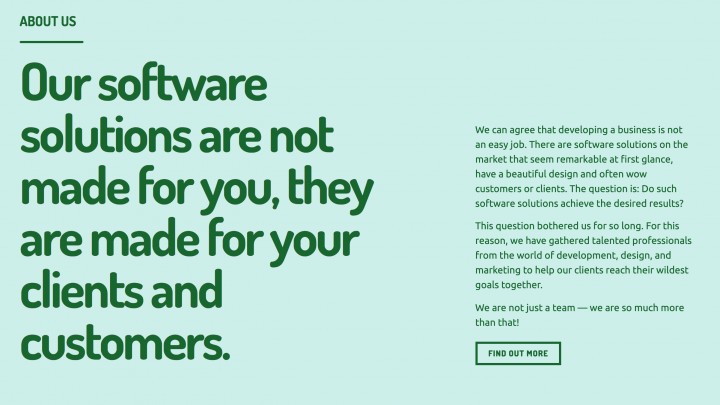 ABOUT US
Our software
solutions are not
made for you, they
are made for your
clients and
customers.
We can agree that developing a business is not
an easy job. There are software solutions on the
market that seem remarkable at first glance,
have a beautiful design and often wow
customers or clients. The question is: Do such
software solutions achieve the desired results?
This question bothered us for so long. For this
reason, we have gathered talented professionals
from the world of development, design, and
marketing to help our clients reach their wildest
goals together.
We are not just a team — we are so much more
than that!
FIND OUT MORE